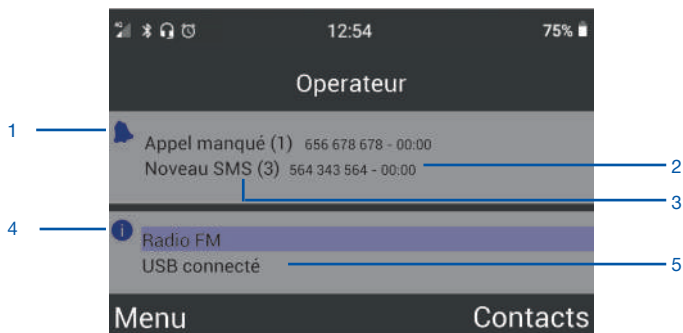 4G 12:54 75%
Operateur
1
Appel manqué (1) 656 678 678 - 00:00
Noveau SMS (3) 564 343 564 - 00:00
2
3
4
i
Radio FM
USB connecté
5
Menu Contacts